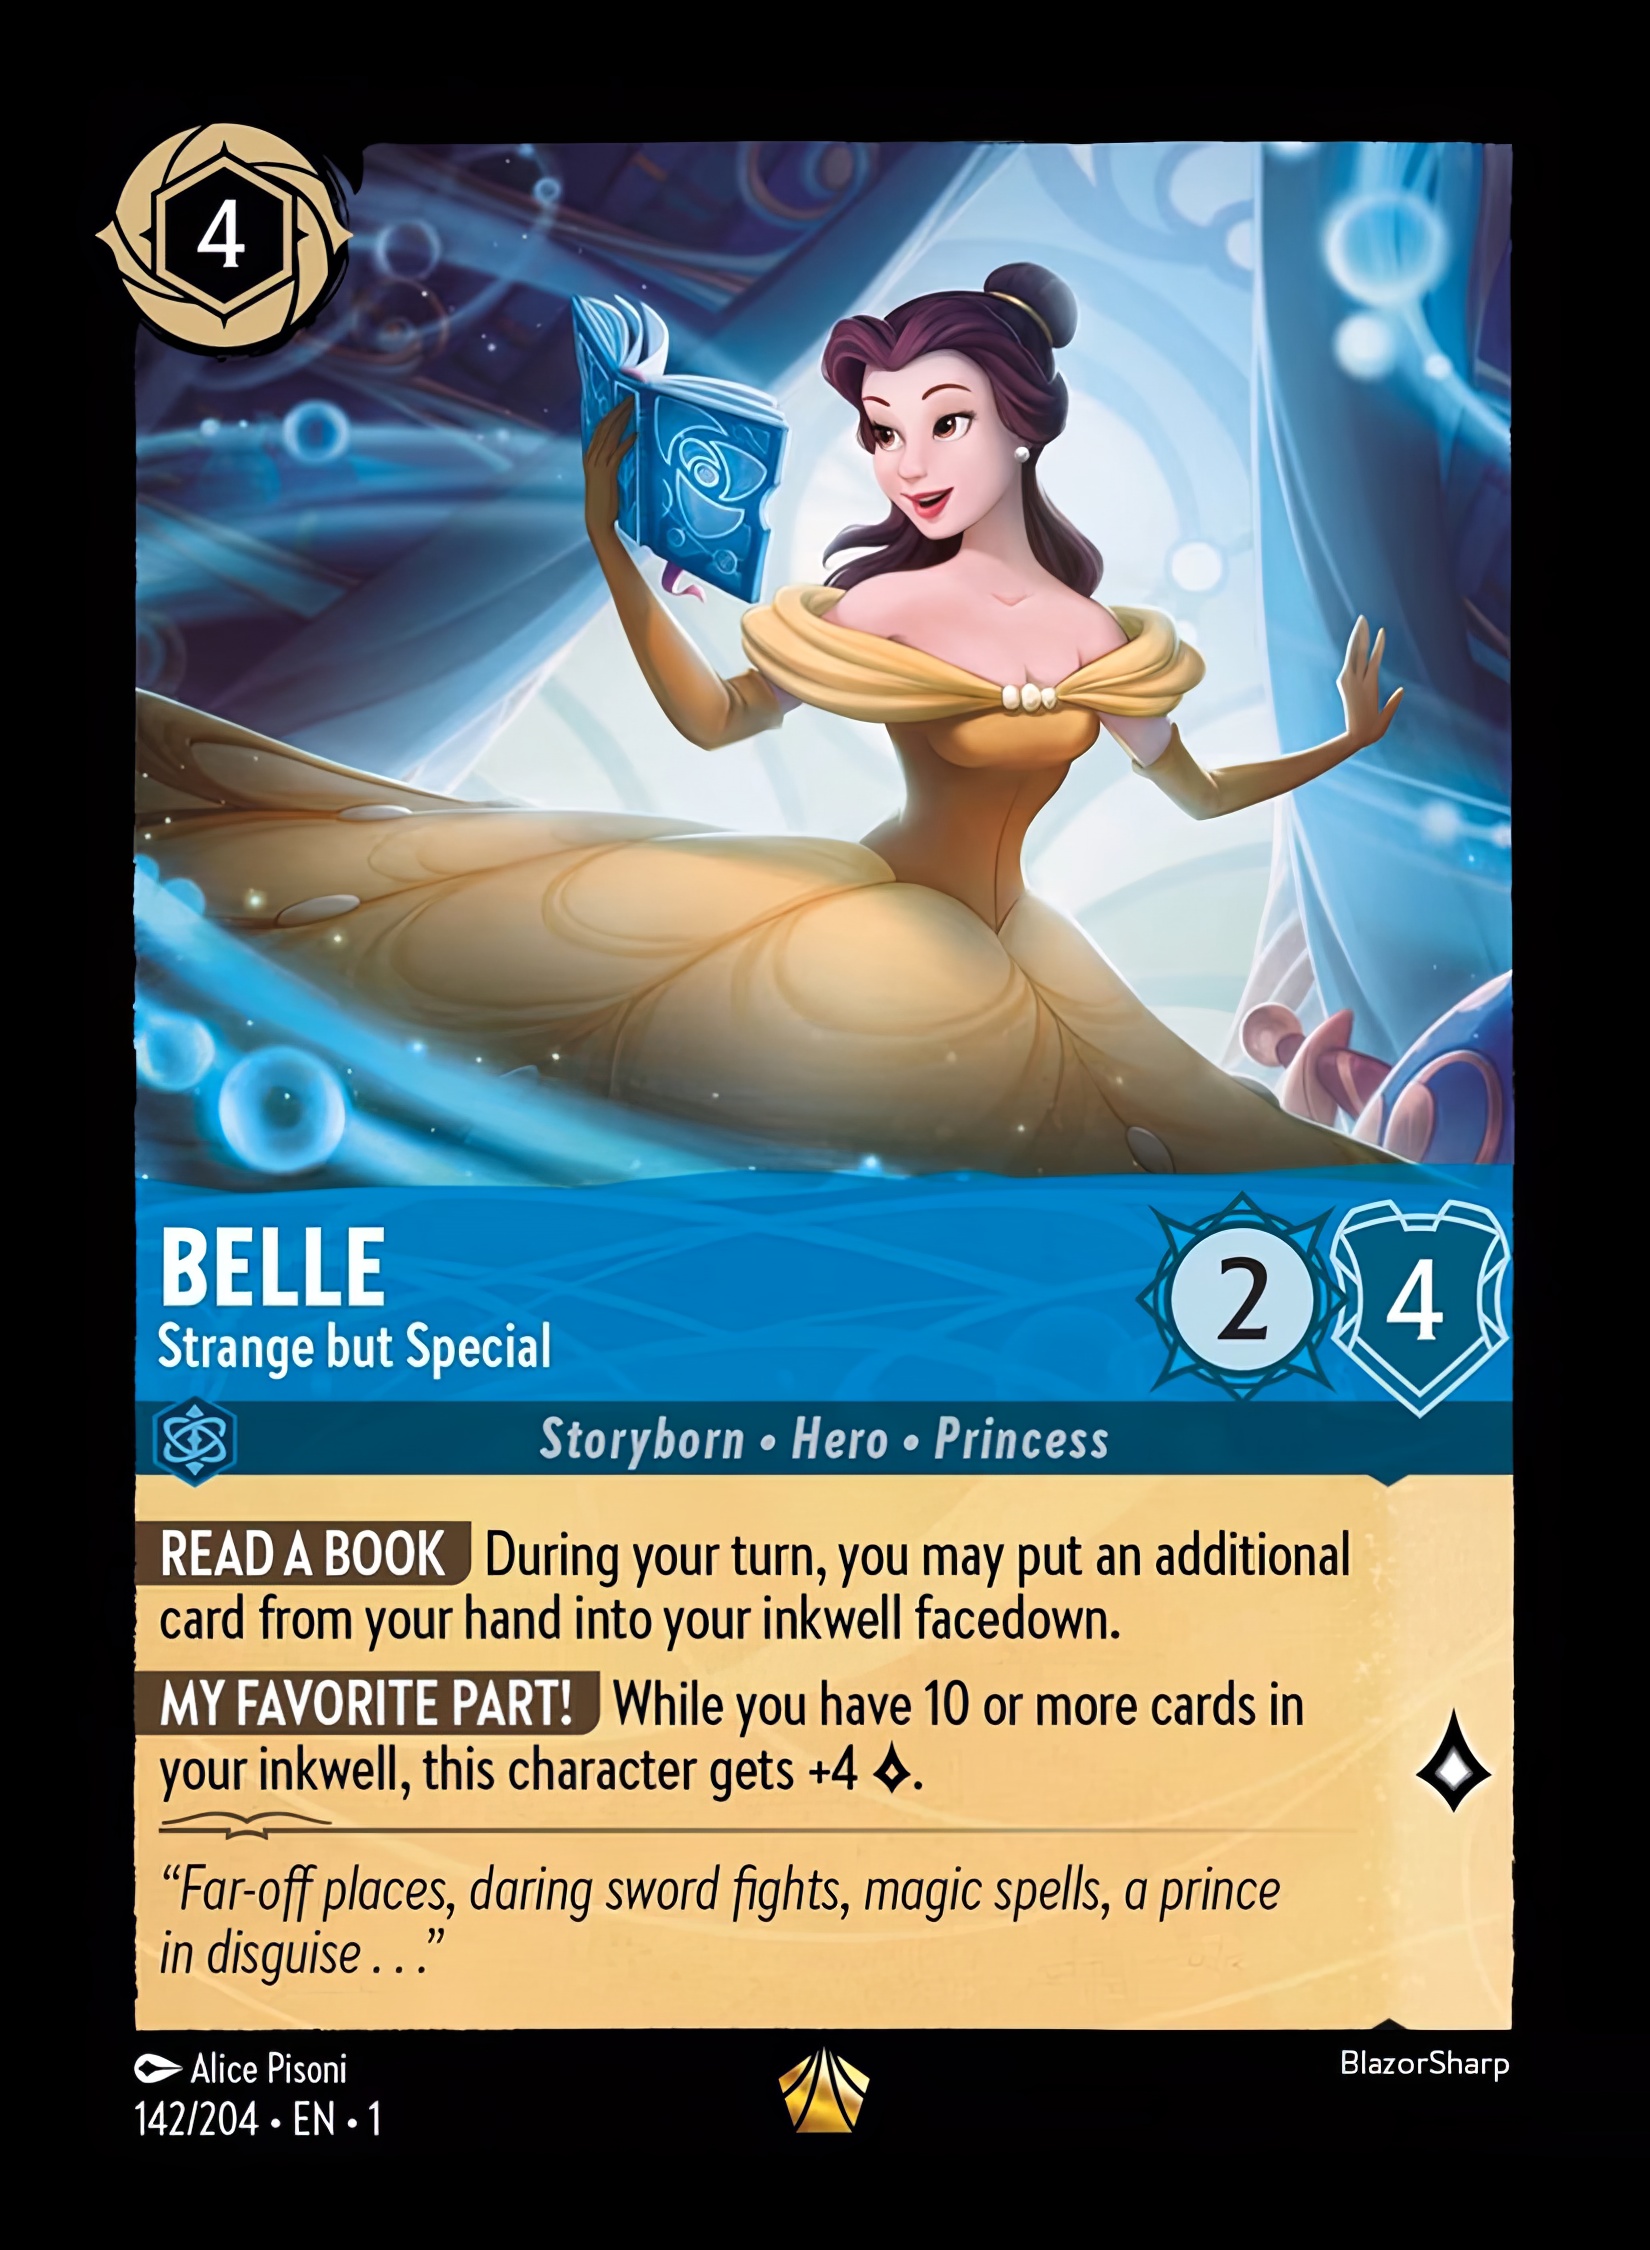 4
BELLE
Strange but Special
2
4
Storyborn • Hero • Princess
READ A BOOK During your turn, you may put an additional
card from your hand into your inkwell facedown.
MY FAVORITE PART! While you have 10 or more cards in
your inkwell, this character gets +4 .
“Far-off places, daring sword fights, magic spells, a prince
in disguise . . .”
Alice Pisoni
142/204 • EN • 1
BlazorSharp